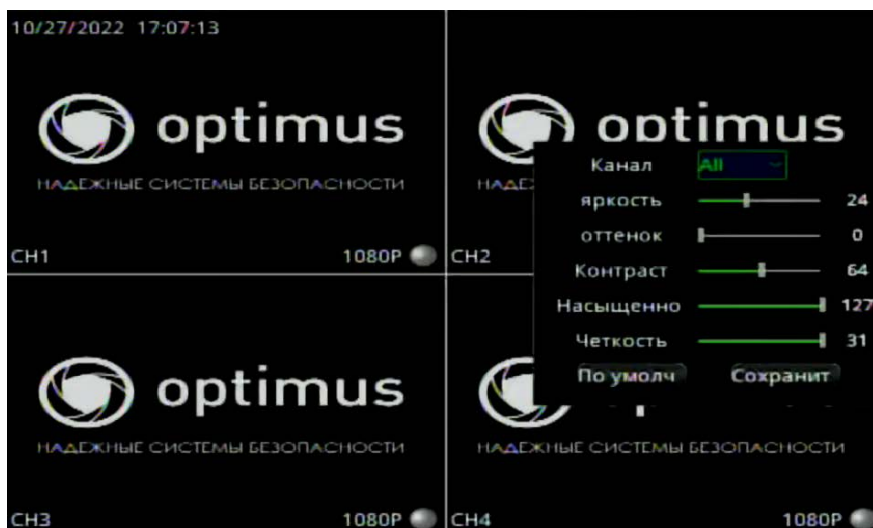 10/27/2022 17:07:13
optimus
НАДЕЖНЫЕ СИСТЕМЫ БЕЗОПАСНОСТИ
CH1 1080P
optimus
НАДЕ
CH2
Канал All
яркость 24
оттенок 0
Контраст 64
Насыщенно 127
Четкость 31
По умолч Сохранит
optimus
НАДЕЖНЫЕ СИСТЕМЫ БЕЗОПАСНОСТИ
CH3 1080P
НАДЕЖНЫЕ СИСТЕМЫ БЕЗОПАСНОСТИ
CH4 1080P